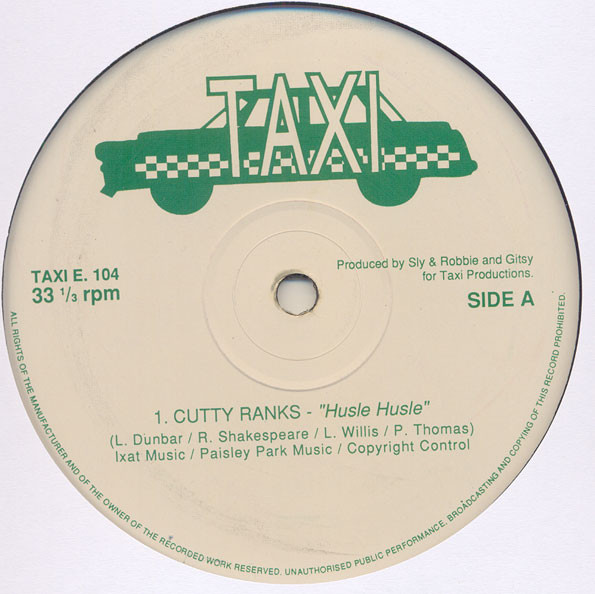 TAXI
TAXI E. 104
33 1/3 rpm
Produced by Sly & Robbie and Gitsy
for Taxi Productions.
SIDE A
1. CUTTY RANKS - "Husle Husle"
(L. Dunbar / R. Shakespeare / L. Willis / P. Thomas)
Ixat Music / Paisley Park Music / Copyright Control
ALL RIGHTS OF THE MANUFACTURER AND OF THE OWNER OF THE RECORDED WORK RESERVED. UNAUTHORISED PUBLIC PERFORMANCE, BROADCASTING AND COPYING OF THIS RECORD PROHIBITED.